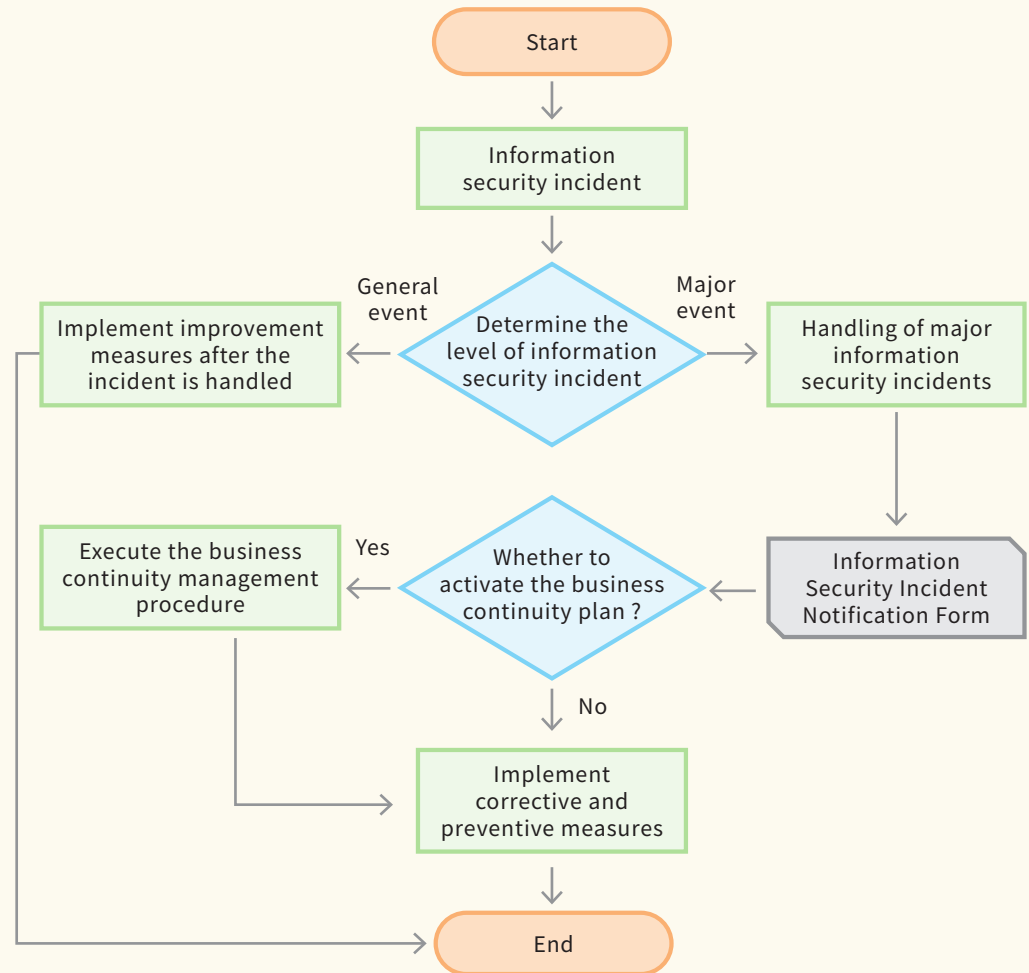 Start
Information
security incident
General
event
Major
event
Determine the
level of information
security incident
Implement improvement
measures after the
incident is handled
Handling of major
information
security incidents
Execute the business
continuity management
procedure
Yes
Whether to
activate the business
continuity plan ?
Information
Security Incident
Notification Form
No
Implement
corrective and
preventive measures
End